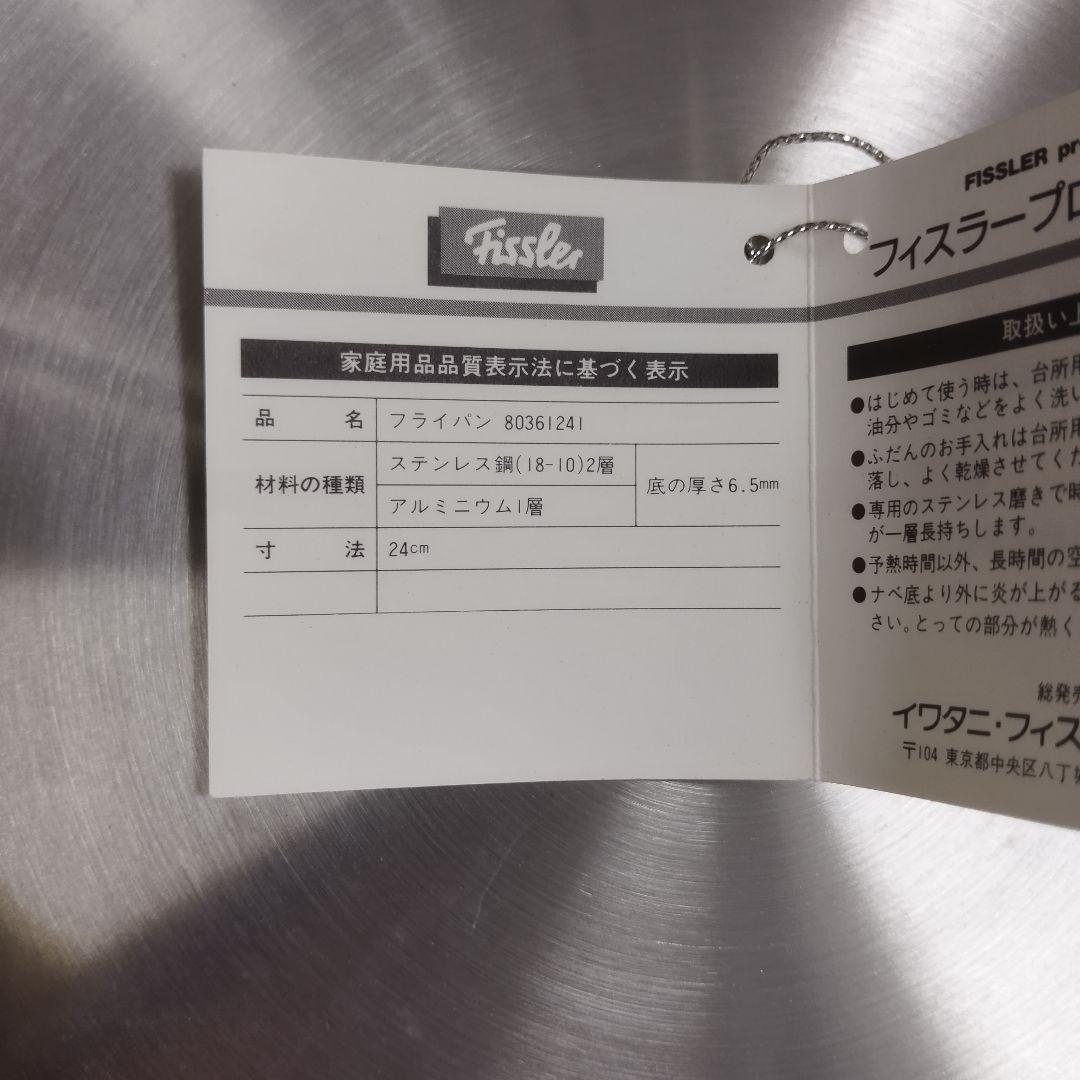 Fissler
家庭用品品質表示法に基づく表示
品 名 フライパン 80361241
材料の種類 ステンレス鋼(18-10)2層 底の厚さ6.5mm
アルミニウム1層
寸 法 24cm
FISSLER
フィスラープロ
取扱い
●はじめて使う時は、台所用
油分やゴミなどをよく洗い
●ふだんのお手入れは台所用
落し、よく乾燥させてくだ
●専用のステンレス磨きで時
が一層長持ちします。
●予熱時間以外、長時間の空
●ナベ底より外に炎が上がる
さい。とっての部分が熱く
総発売
イワタニ・フィス
〒104 東京都中央区八丁